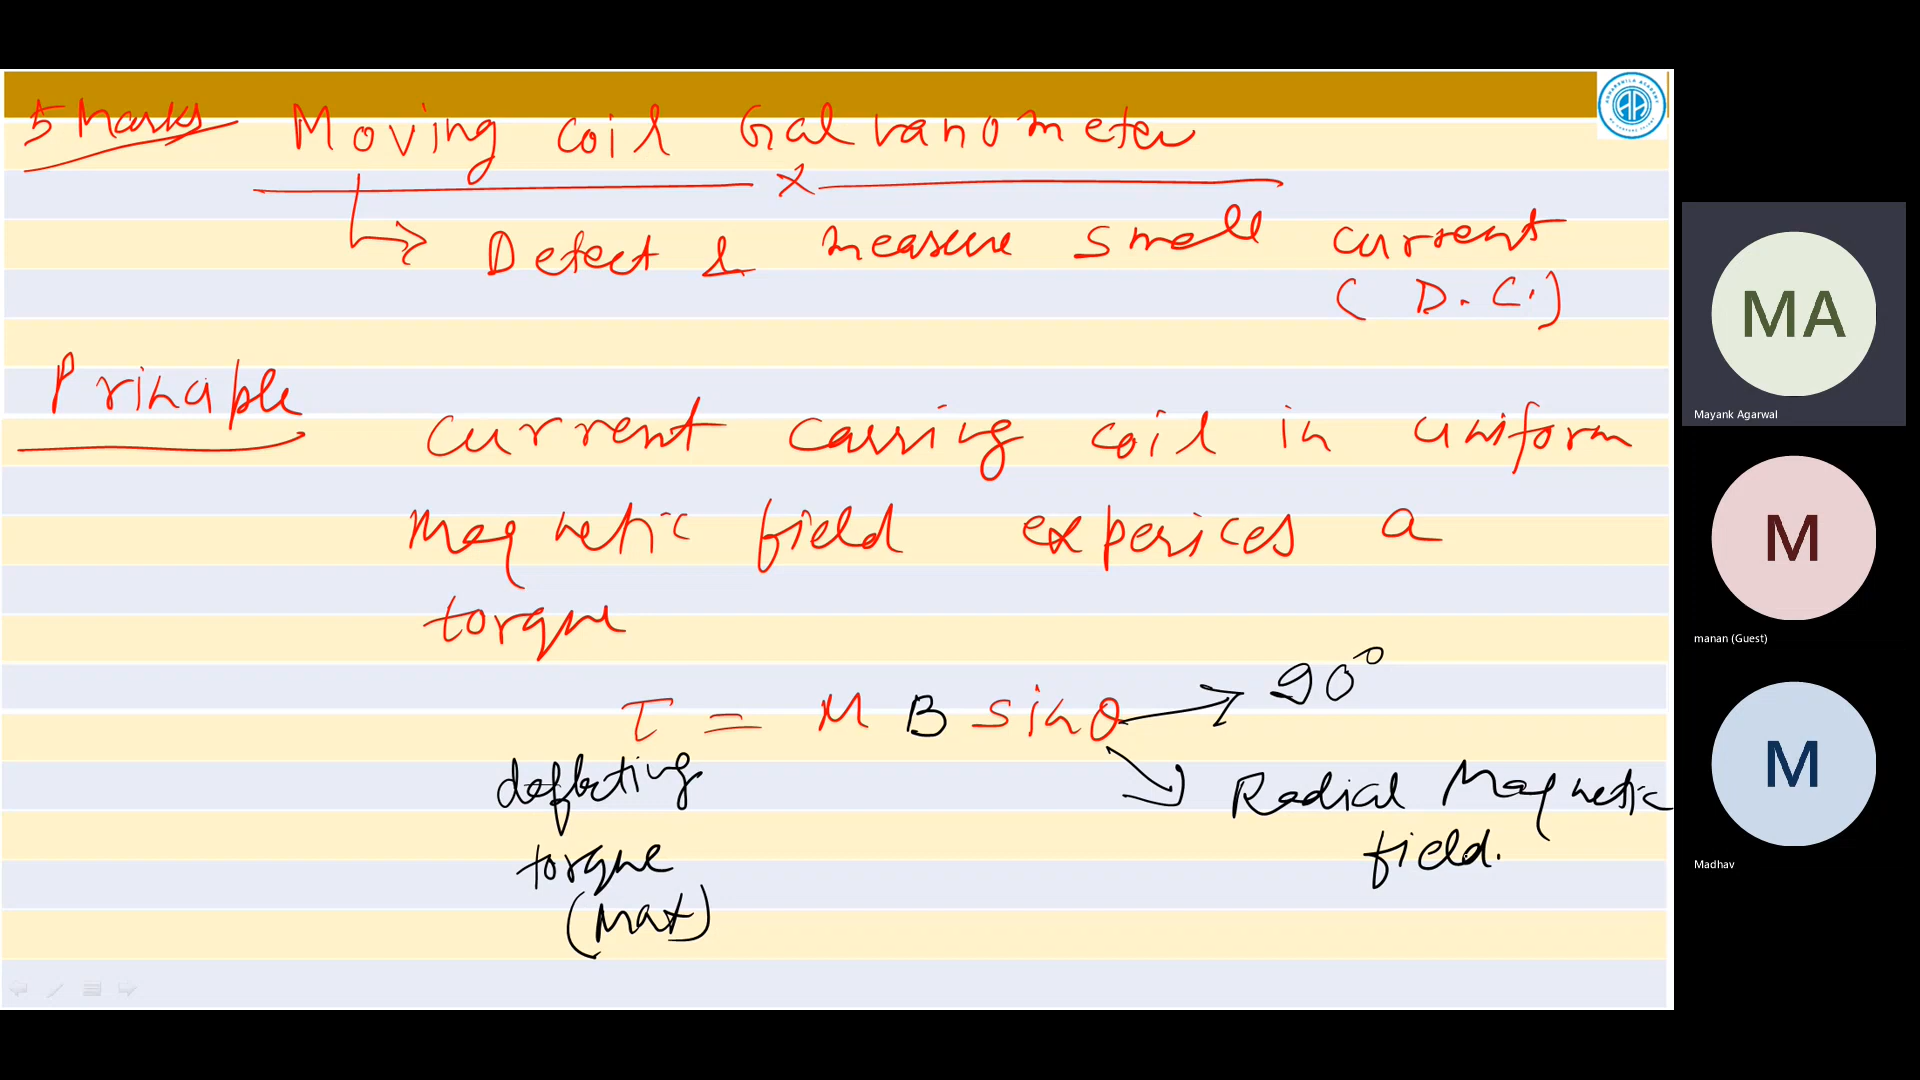 5 Marks Moving coil Galvanometer
x
Detect & measure small current
(D.C.)
Principle
current carring coil in uniform
magnetic field experices a
torque
τ = M B sinθ → 90°
deflecting
torque
(Max)
Radial Magnetic
field.
MA
Mayank Agarwal
M
manan (Guest)
M
Madhav